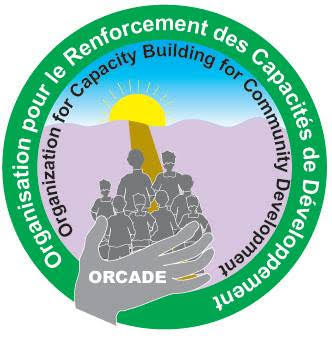 Organisation pour le Renforcement des Capacités de Développement
Organization for Capacity Building for Community Development
ORCADE